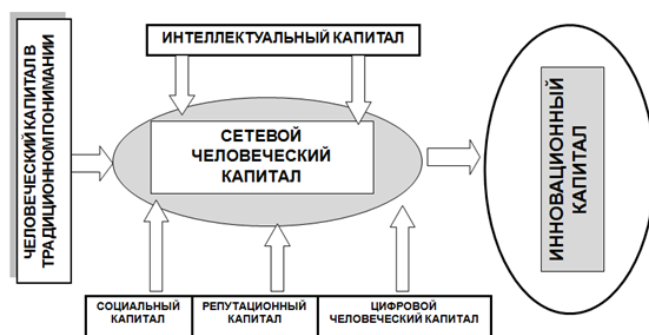 ЧЕЛОВЕЧЕСКИЙ КАПИТАЛ В
ТРАДИЦИОННОМ ПОНИМАНИИ
ИНТЕЛЛЕКТУАЛЬНЫЙ КАПИТАЛ
СЕТЕВОЙ
ЧЕЛОВЕЧЕСКИЙ
КАПИТАЛ
ИННОВАЦИОННЫЙ
КАПИТАЛ
СОЦИАЛЬНЫЙ
КАПИТАЛ
РЕПУТАЦИОННЫЙ
КАПИТАЛ
ЦИФРОВОЙ
ЧЕЛОВЕЧЕСКИЙ КАПИТАЛ